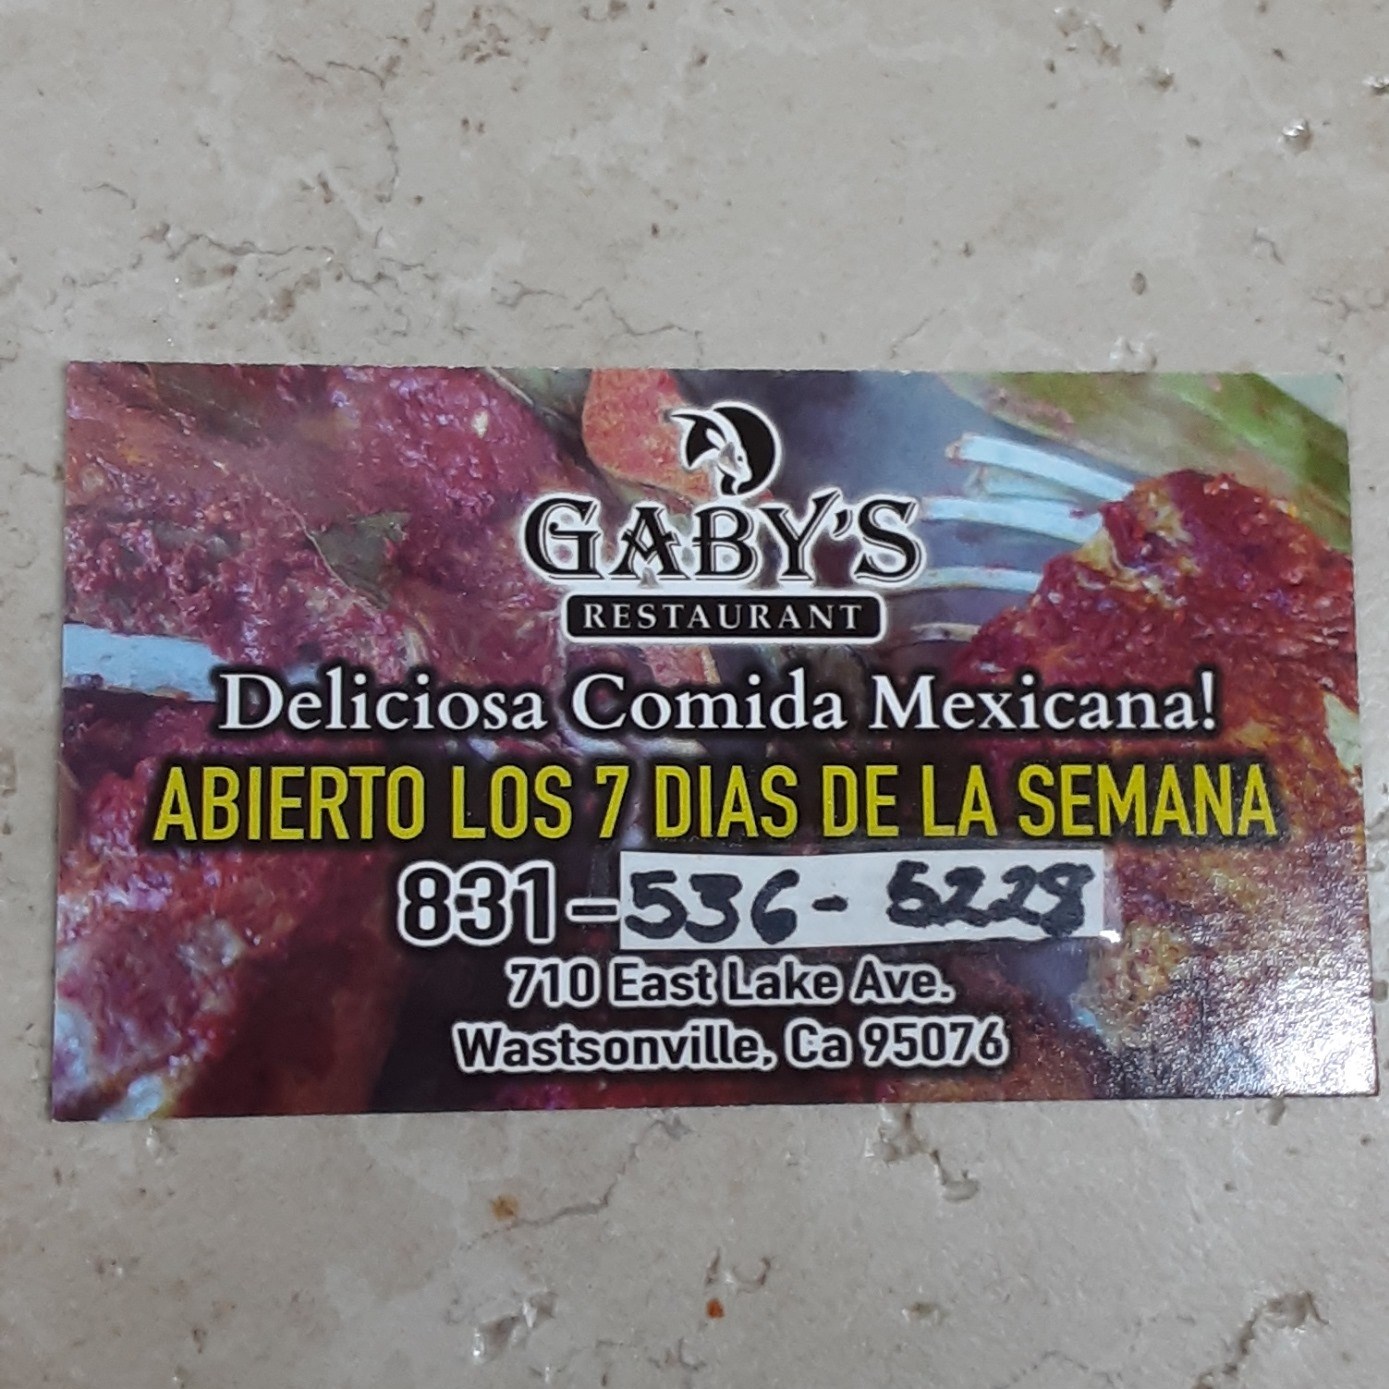 GABY'S
RESTAURANT
Deliciosa Comida Mexicana!
ABIERTO LOS 7 DIAS DE LA SEMANA
831-536-5228
710 East Lake Ave.
Wastsonville, Ca 95076